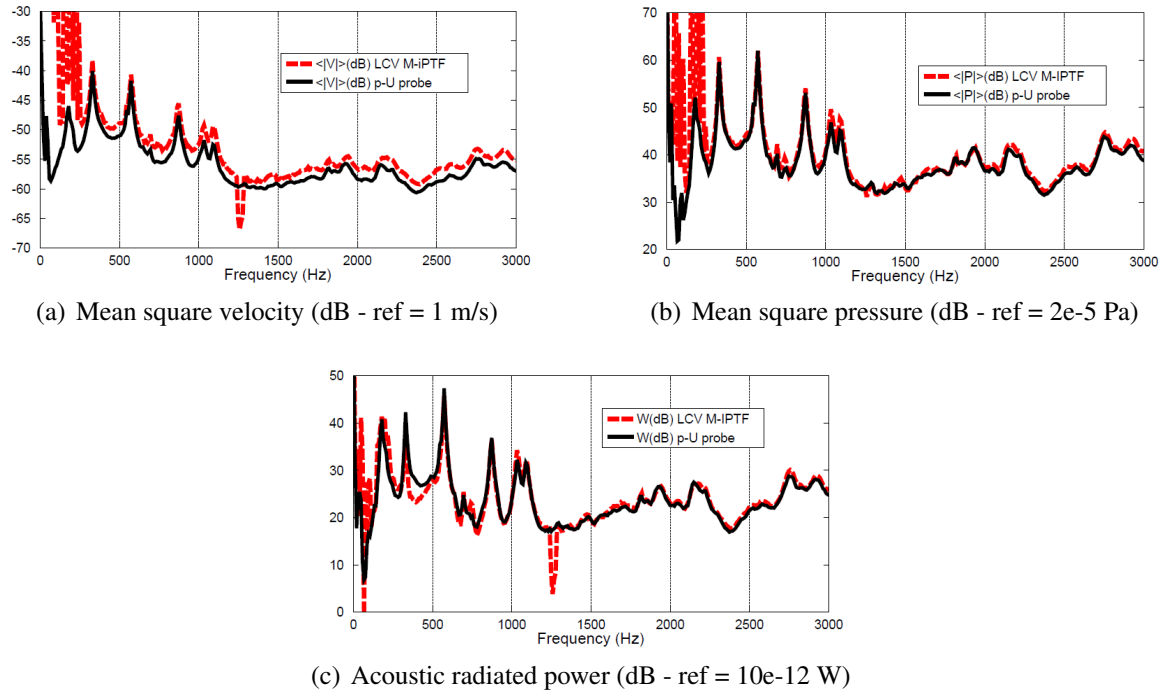 -30
-35
-40
-45
-50
-55
-60
-65
-70
0 500 1000 1500 2000 2500 3000
Frequency (Hz)
<|V|>(dB) LCV M-iPTF
<|V|>(dB) p-U probe
(a) Mean square velocity (dB - ref = 1 m/s)
70
60
50
40
30
20
0 500 1000 1500 2000 2500 3000
Frequency (Hz)
<|P|>(dB) LCV M-IPTF
<|P|>(dB) p-U probe
(b) Mean square pressure (dB - ref = 2e-5 Pa)
50
40
30
20
10
0
0 500 1000 1500 2000 2500 3000
Frequency (Hz)
W(dB) LCV M-IPTF
W(dB) p-U probe
(c) Acoustic radiated power (dB - ref = 10e-12 W)